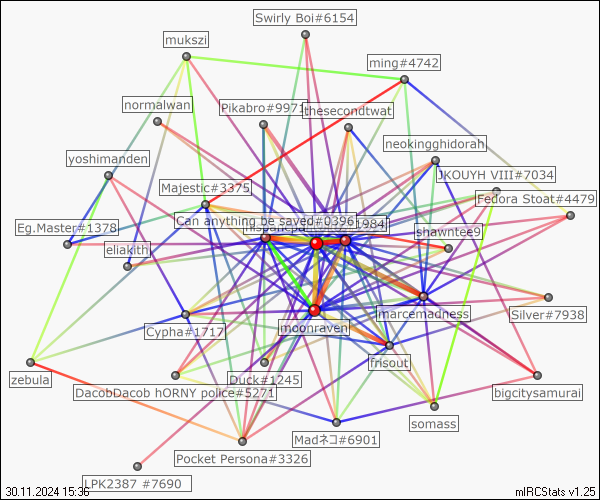 Swirly Boi#6154
mukszi
ming#4742
normalwan
Pikabro#9971
thesecondtwat
neokingghidorah
yoshimanden
JKOUYH VIII#7034
Majestic#3375
Fedora Stoat#4479
Can anything be saved#0396
1984|
Eg.Master#1378
shawntee9
eliakith
Silver#7938
marcemadness
Cypha#1717
moonraven
frisout
zebula
Duck#1245
DacobDacob hORNY police#5271
bigcitysamurai
somass
Madネコ#6901
Pocket Persona#3326
LPK2387 #7690
30.11.2024 15:36
mIRCStats v1.25